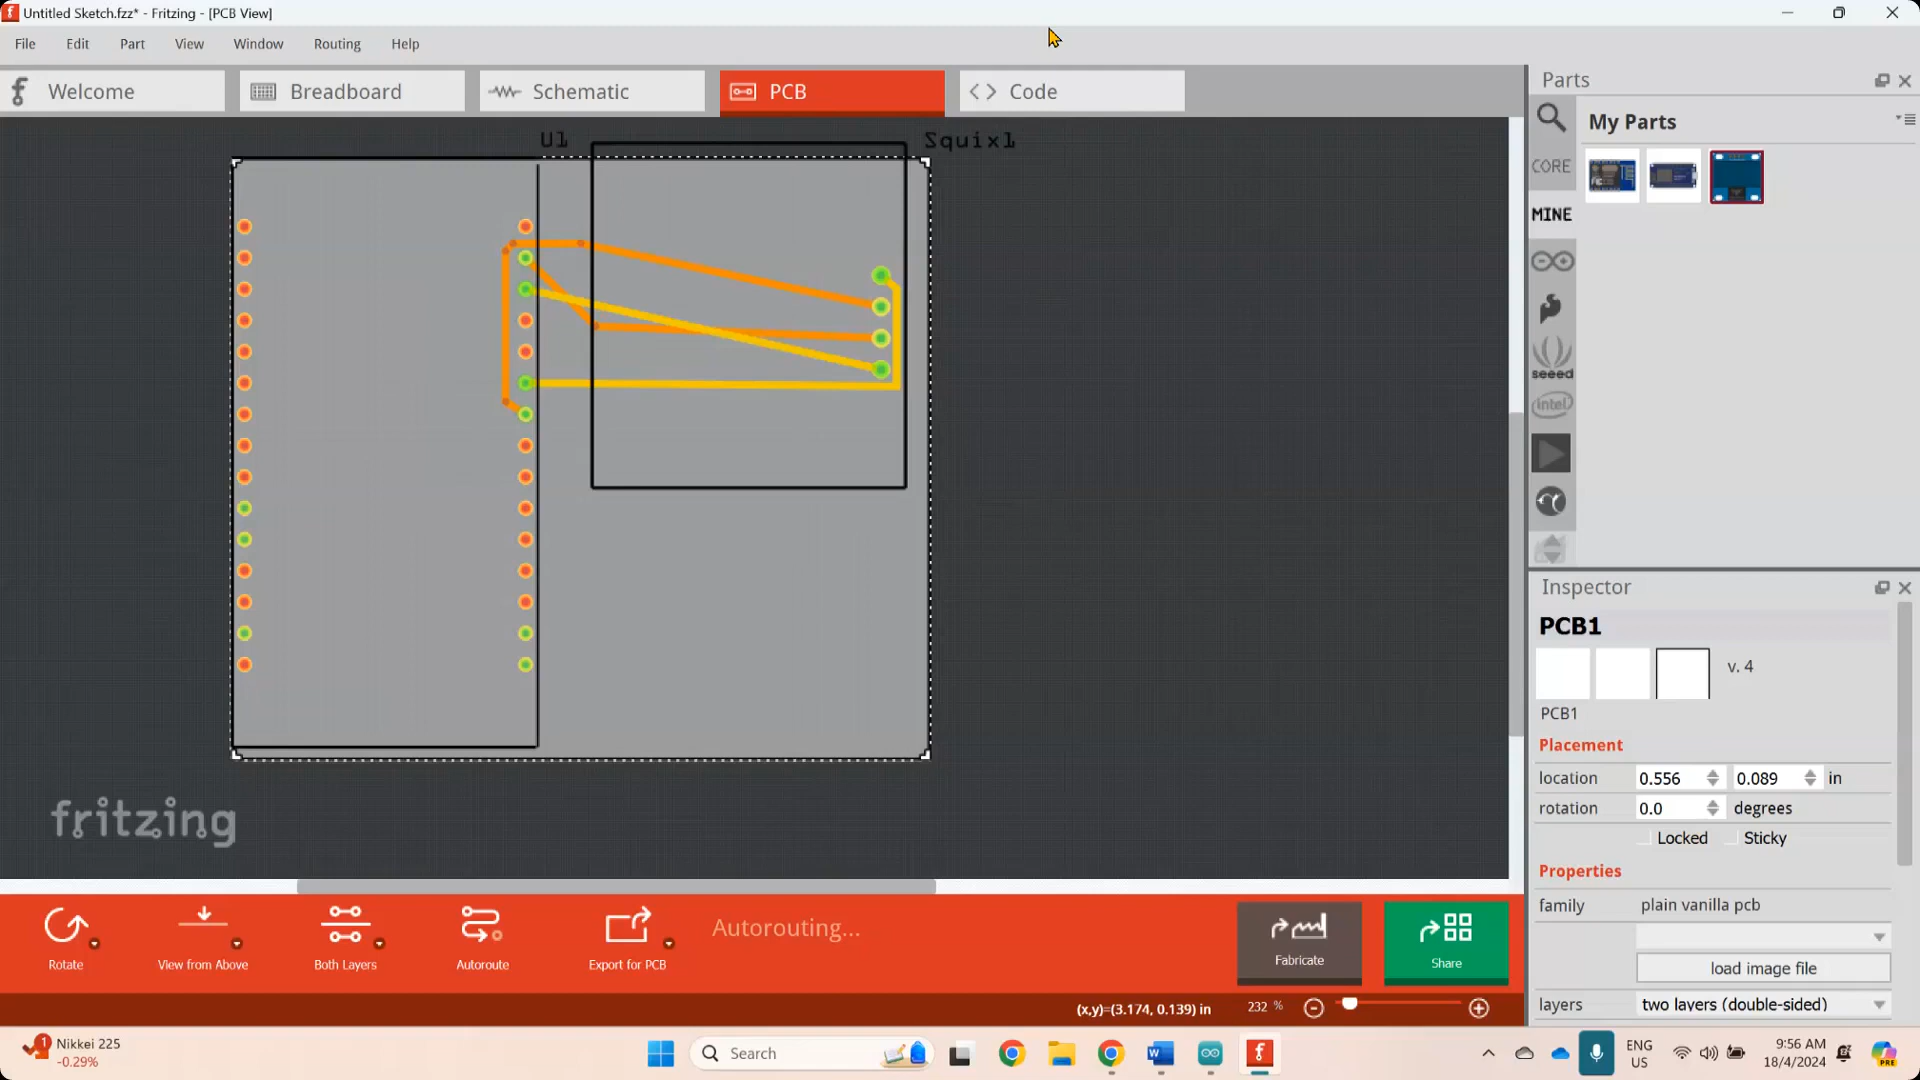 Untitled Sketch.fzz* - Fritzing - [PCB View]
File Edit Part View Window Routing Help
Welcome
Breadboard
Schematic
PCB
Code
Parts
CORE
MINE
seeed
intel
My Parts
U1
Squix1
fritzing
Inspector
PCB1
v. 4
PCB1
Placement
location 0.556 0.089 in
rotation 0.0 degrees
Locked Sticky
Properties
family plain vanilla pcb
load image file
layers two layers (double-sided)
Rotate
View from Above
Both Layers
Autoroute
Export for PCB
Autorouting...
Fabricate
Share
(x,y)=(3.174, 0.139) in
232 %
1
Nikkei 225
-0.29%
Search
ENG
US
9:56 AM
18/4/2024
PRE